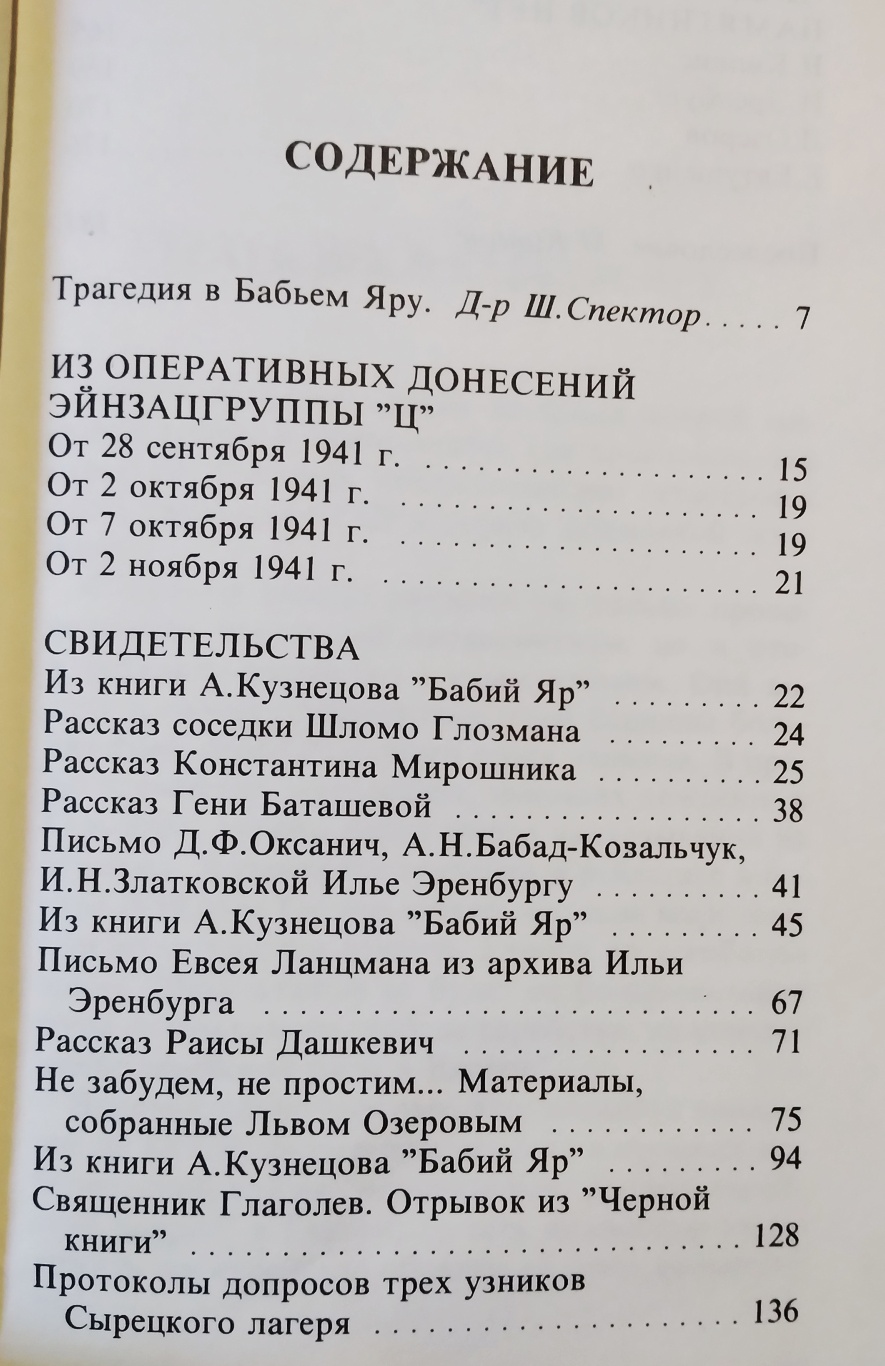 СОДЕРЖАНИЕ
Трагедия в Бабьем Яру. Д-р Ш.Спектор..... 7
ИЗ ОПЕРАТИВНЫХ ДОНЕСЕНИЙ
ЭЙНЗАЦГРУППЫ ”Ц”
От 28 сентября 1941 г. .................... 15
От 2 октября 1941 г. ...................... 19
От 7 октября 1941 г. ...................... 19
От 2 ноября 1941 г. ....................... 21
СВИДЕТЕЛЬСТВА
Из книги А.Кузнецова ”Бабий Яр” ......... 22
Рассказ соседки Шломо Глозмана ......... 24
Рассказ Константина Мирошника .......... 25
Рассказ Гени Баташевой ................... 38
Письмо Д.Ф.Оксанич, А.Н.Бабад-Ковальчук,
И.Н.Златковской Илье Эренбургу .......... 41
Из книги А.Кузнецова ”Бабий Яр” ......... 45
Письмо Евсея Ланцмана из архива Ильи
Эренбурга .............................. 67
Рассказ Раисы Дашкевич .................. 71
Не забудем, не простим... Материалы,
собранные Львом Озеровым ............ 75
Из книги А.Кузнецова ”Бабий Яр” ......... 94
Священник Глаголев. Отрывок из ”Черной
книги” .................................. 128
Протоколы допросов трех узников
Сырецкого лагеря ....................... 136